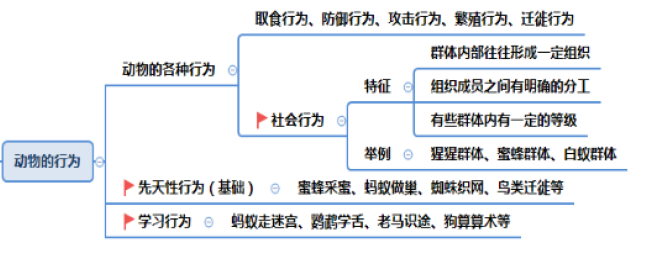 取食行为、防御行为、攻击行为、繁殖行为、迁徙行为
动物的各种行为
群体内部往往形成一定组织
特征
组织成员之间有明确的分工
社会行为
有些群体内有一定的等级
举例
猩猩群体、蜜蜂群体、白蚁群体
动物的行为
先天性行为（基础）
蜜蜂采蜜、蚂蚁做巢、蜘蛛织网、鸟类迁徙等
学习行为
蚂蚁走迷宫、鹦鹉学舌、老马识途、狗算算术等